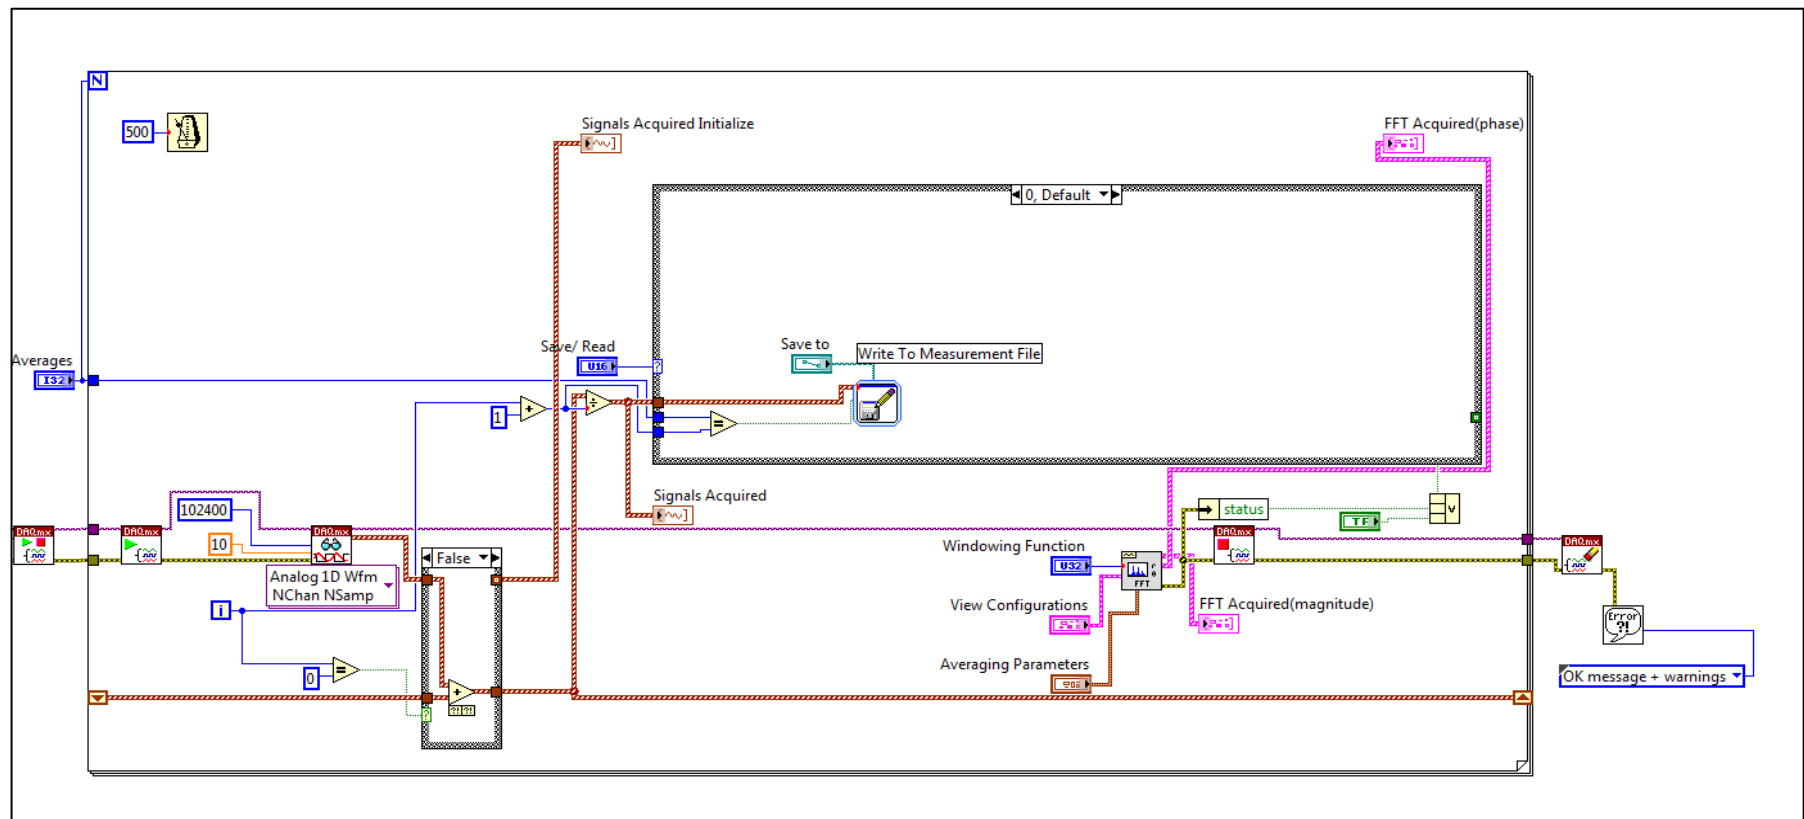 N
500
Signals Acquired Initialize
FFT Acquired(phase)
0, Default
Save/ Read
U16
?
Save to
Write To Measurement File
Averages
I32
1
+
÷
=
Signals Acquired
status
TF
V
DAQmx
DAQmx
102400
DAQmx
10
Analog 1D Wfm
NChan NSamp
False
Windowing Function
U32
FFT
DAQmx
DAQmx
View Configurations
FFT Acquired(magnitude)
i
Error
?!
=
0
Averaging Parameters
OK message + warnings
+
?!?!
?